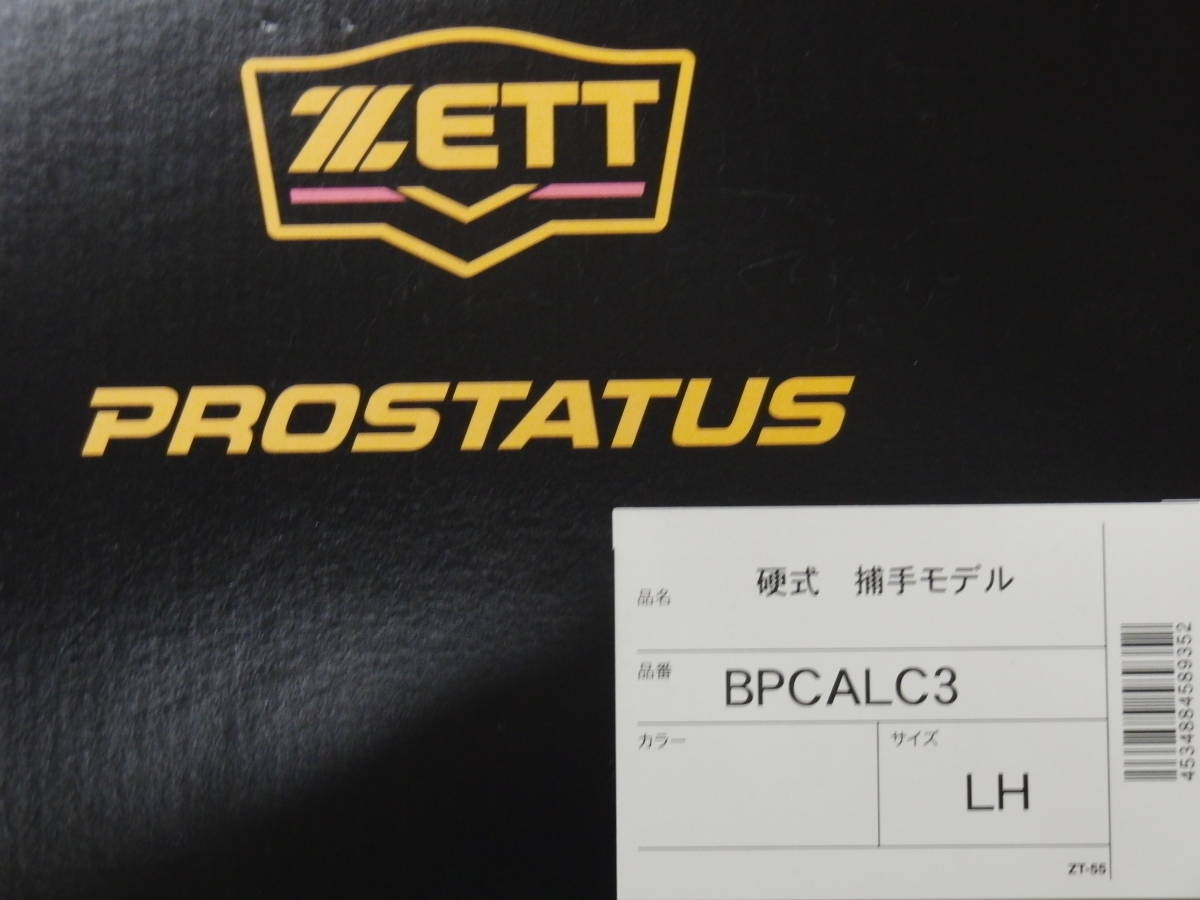 ZETT
PROSTATUS
品名 硬式 捕手モデル
品番 BPCALC3
カラー サイズ
LH
ZT-55
4534884589352